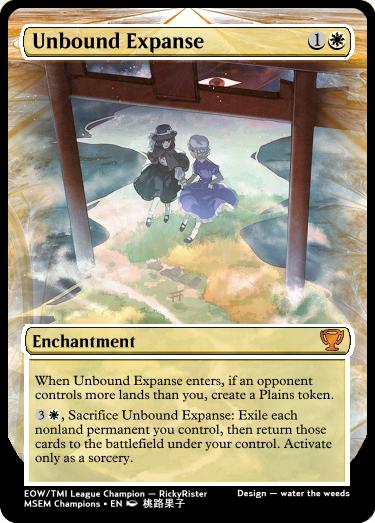 Unbound Expanse 1
Enchantment
When Unbound Expanse enters, if an opponent
controls more lands than you, create a Plains token.
3, Sacrifice Unbound Expanse: Exile each
nonland permanent you control, then return those
cards to the battlefield under your control. Activate
only as a sorcery.
EOW/TMI League Champion — RickyRister Design — water the weeds
MSEM Champions • EN 桃路果子